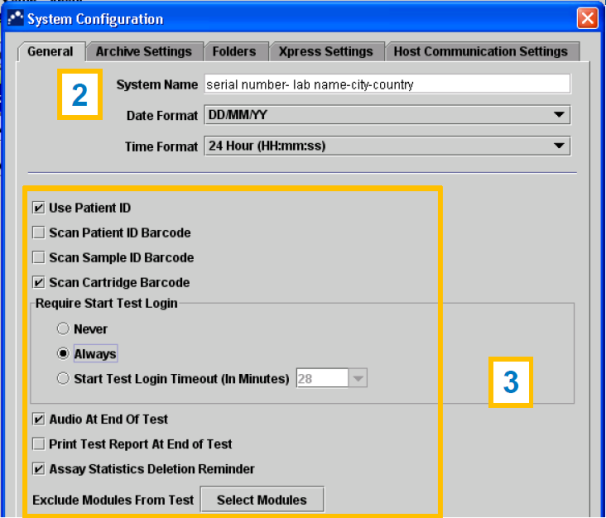 System Configuration
General Archive Settings Folders Xpress Settings Host Communication Settings
2
System Name serial number- lab name-city-country
Date Format DD/MM/YY
Time Format 24 Hour (HH:mm:ss)
Use Patient ID
Scan Patient ID Barcode
Scan Sample ID Barcode
Scan Cartridge Barcode
Require Start Test Login
Never
Always
Start Test Login Timeout (In Minutes) 28
3
Audio At End Of Test
Print Test Report At End of Test
Assay Statistics Deletion Reminder
Exclude Modules From Test Select Modules